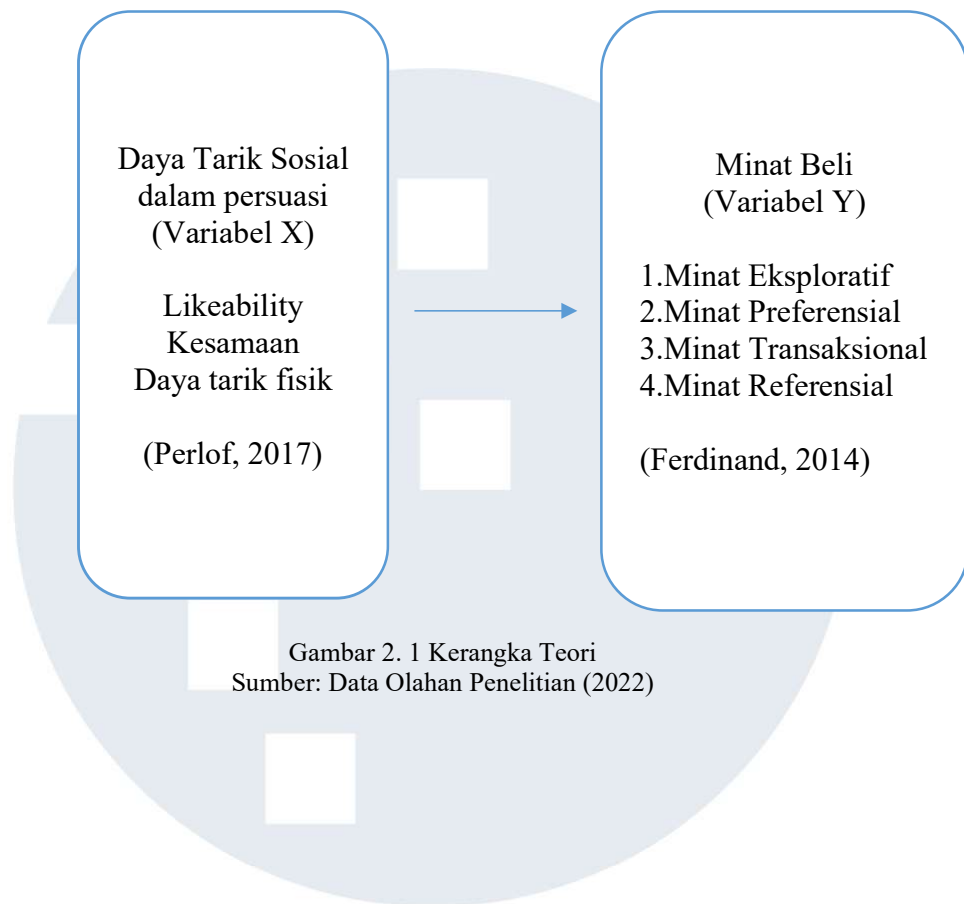 Daya Tarik Sosial
dalam persuasi
(Variabel X)
Likeability
Kesamaan
Daya tarik fisik
(Perlof, 2017)
Minat Beli
(Variabel Y)
1.Minat Eksploratif
2.Minat Preferensial
3.Minat Transaksional
4.Minat Referensial
(Ferdinand, 2014)
Gambar 2. 1 Kerangka Teori
Sumber: Data Olahan Penelitian (2022)